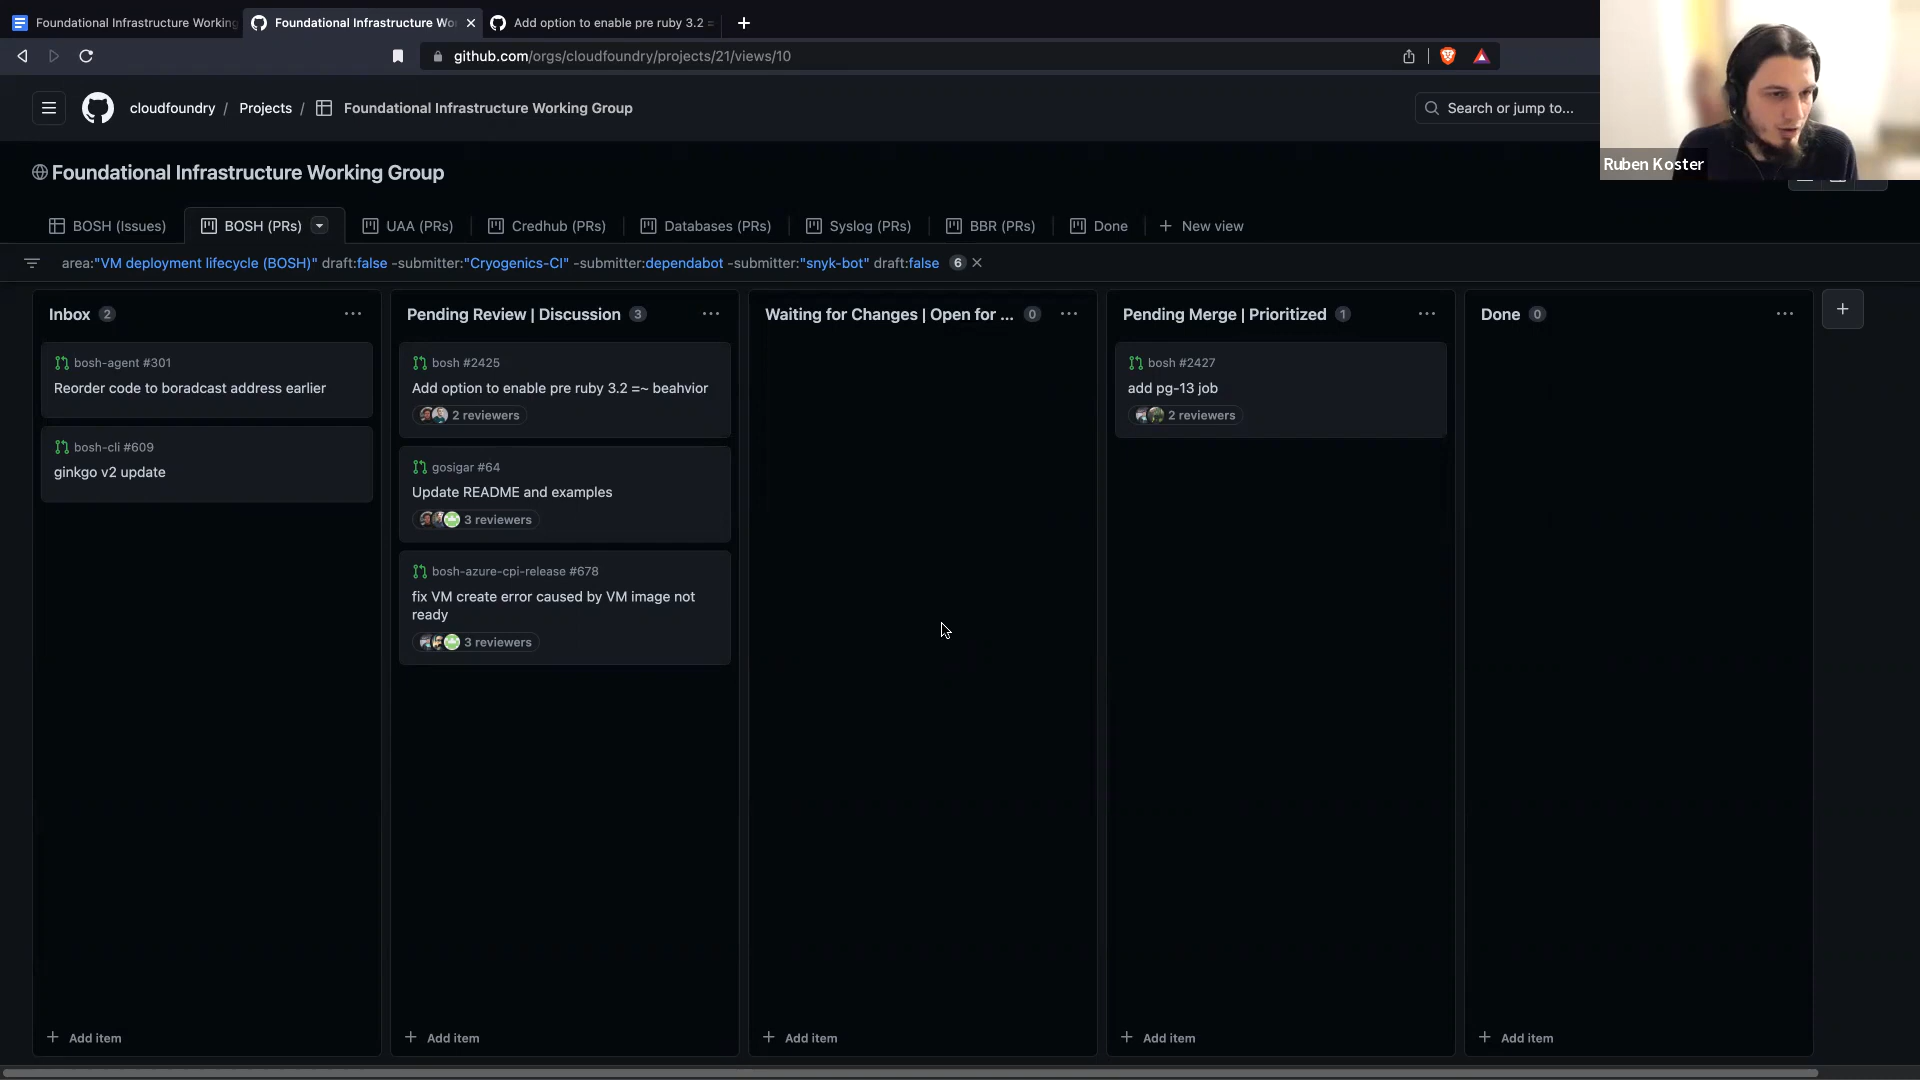 Foundational Infrastructure Working
Foundational Infrastructure Wo
Add option to enable pre ruby 3.2 =
github.com/orgs/cloudfoundry/projects/21/views/10
cloudfoundry / Projects / Foundational Infrastructure Working Group
Search or jump to...
Ruben Koster
Foundational Infrastructure Working Group
BOSH (Issues)
BOSH (PRs)
UAA (PRs)
Credhub (PRs)
Databases (PRs)
Syslog (PRs)
BBR (PRs)
Done
New view
area:"VM deployment lifecycle (BOSH)" draft:false -submitter:"Cryogenics-CI" -submitter:dependabot -submitter:"snyk-bot" draft:false 6
Inbox 2
bosh-agent #301
Reorder code to boradcast address earlier
bosh-cli #609
ginkgo v2 update
Add item
Pending Review | Discussion 3
bosh #2425
Add option to enable pre ruby 3.2 =~ beahvior
2 reviewers
gosigar #64
Update README and examples
3 reviewers
bosh-azure-cpi-release #678
fix VM create error caused by VM image not
ready
3 reviewers
Add item
Waiting for Changes | Open for ... 0
Add item
Pending Merge | Prioritized 1
bosh #2427
add pg-13 job
2 reviewers
Add item
Done 0
Add item